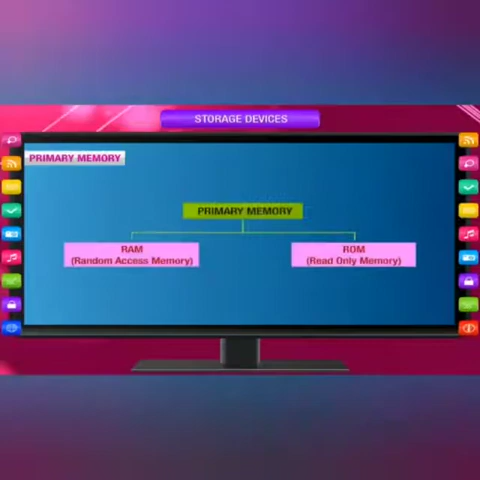 STORAGE DEVICES
PRIMARY MEMORY
PRIMARY MEMORY
RAM
(Random Access Memory)
ROM
(Read Only Memory)